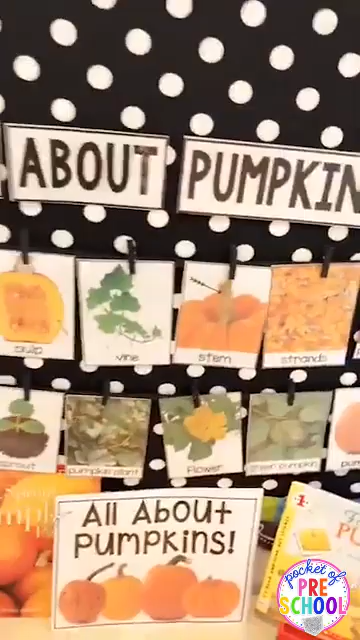 ABOUT PUMPKIN
pulp vine stem strands
sprout pumpkin plant flower green pumpkin
All About
Pumpkins!
pocket of
PRE
SCHOOL